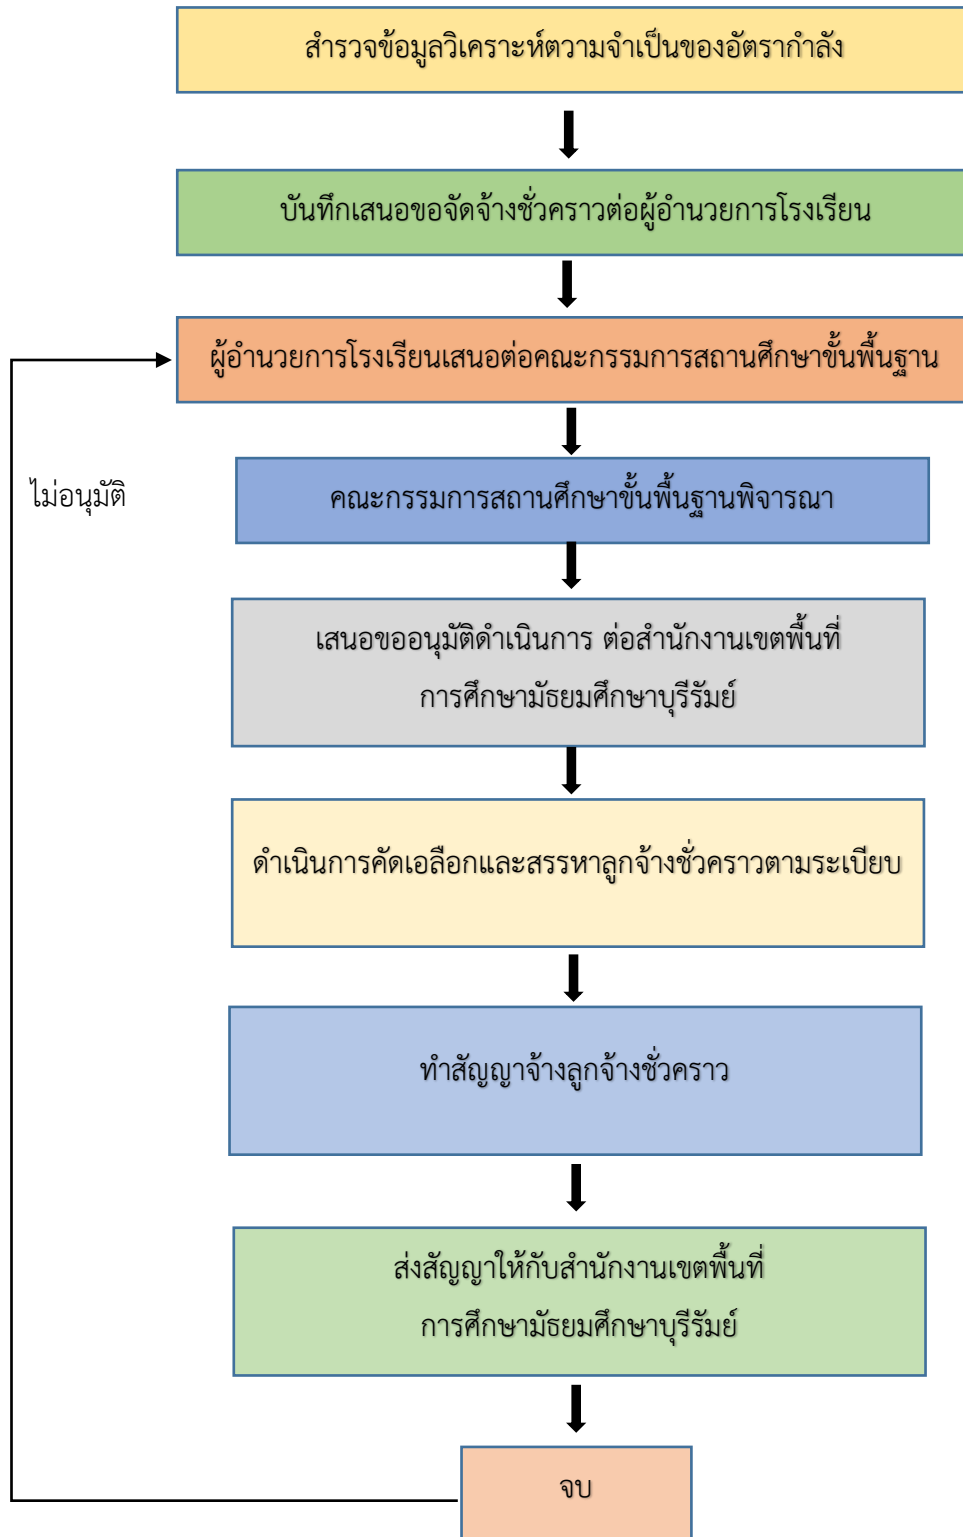 สำรวจข้อมูลวิเคราะห์ตวามจำเป็นของอัตรากำลัง
บันทึกเสนอขอจัดจ้างชั่วคราวต่อผู้อำนวยการโรงเรียน
ผู้อำนวยการโรงเรียนเสนอต่อคณะกรรมการสถานศึกษาขั้นพื้นฐาน
ไม่อนุมัติ
คณะกรรมการสถานศึกษาขั้นพื้นฐานพิจารณา
เสนอขออนุมัติดำเนินการ ต่อสำนักงานเขตพื้นที่
การศึกษามัธยมศึกษาบุรีรัมย์
ดำเนินการคัดเอลือกและสรรหาลูกจ้างชั่วคราวตามระเบียบ
ทำสัญญาจ้างลูกจ้างชั่วคราว
ส่งสัญญาให้กับสำนักงานเขตพื้นที่
การศึกษามัธยมศึกษาบุรีรัมย์
จบ